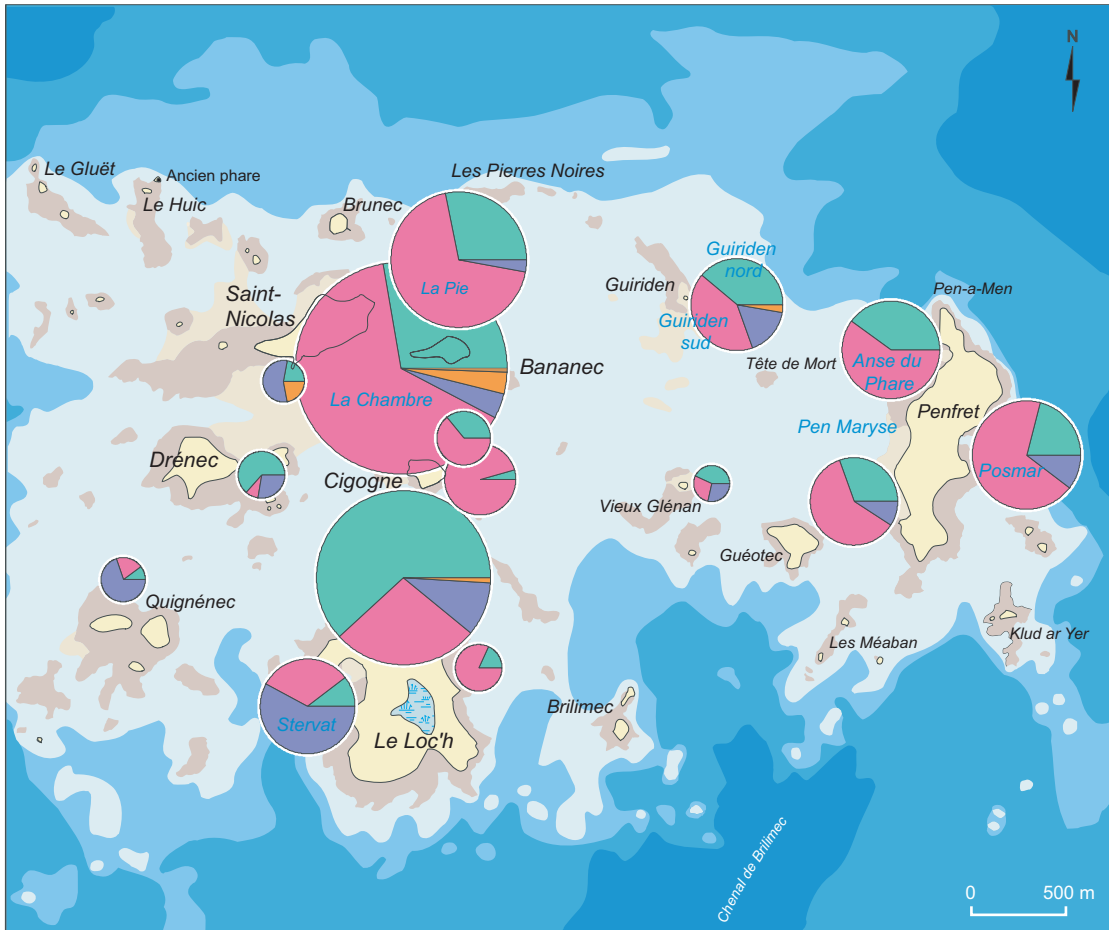 N
Le Gluët
Ancien phare
Les Pierres Noires
Le Huic
Brunec
Guiriden
nord
La Pie
Guiriden
Pen-a-Men
Saint-
Nicolas
Guiriden
sud
Tête de Mort
Anse du
Phare
Bananec
La Chambre
Penfret
Pen Maryse
Drénec
Cigogne
Posmar
Vieux Glénan
Guéotec
Quignénec
Klud ar Yer
Les Méaban
Brilimec
Stervat
Le Loc'h
Chenal de Brilimec
0 500 m